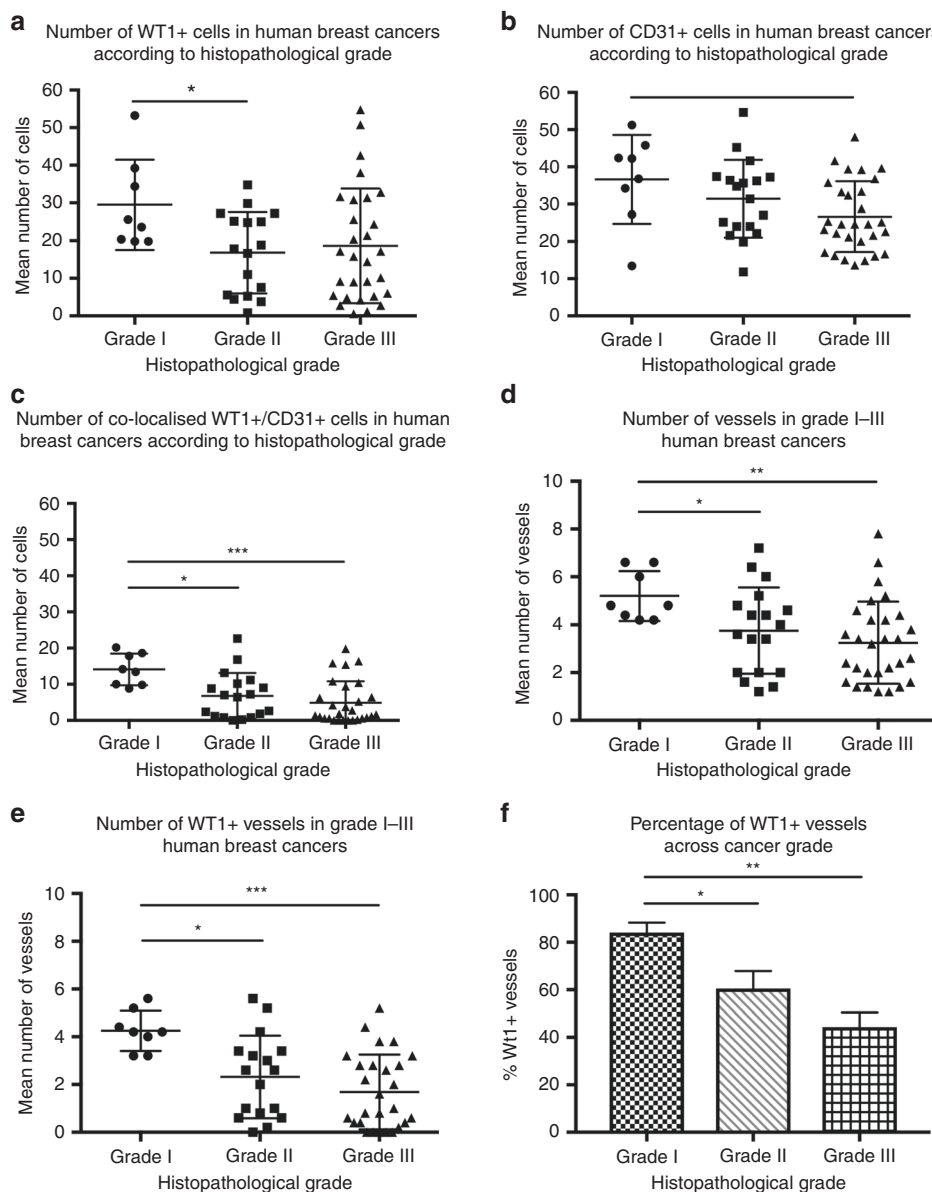 a
Number of WT1+ cells in human breast cancers
according to histopathological grade
60
50
40
30
20
10
0
Mean number of cells
*
Grade I Grade II Grade III
Histopathological grade
b
Number of CD31+ cells in human breast cancers
according to histopathological grade
60
50
40
30
20
10
0
Mean number of cells
Grade I Grade II Grade III
Histopathological grade
c
Number of co-localised WT1+/CD31+ cells in human
breast cancers according to histopathological grade
60
50
40
30
20
10
0
Mean number of cells
***
*
Grade I Grade II Grade III
Histopathological grade
d
Number of vessels in grade I–III
human breast cancers
10
8
6
4
2
0
Mean number of vessels
**
*
Grade I Grade II Grade III
Histopathological grade
e
Number of WT1+ vessels in grade I–III
human breast cancers
10
8
6
4
2
0
Mean number of vessels
***
*
Grade I Grade II Grade III
Histopathological grade
f
Percentage of WT1+ vessels
across cancer grade
100
80
60
40
20
0
% Wt1+ vessels
**
*
Grade I Grade II Grade III
Histopathological grade